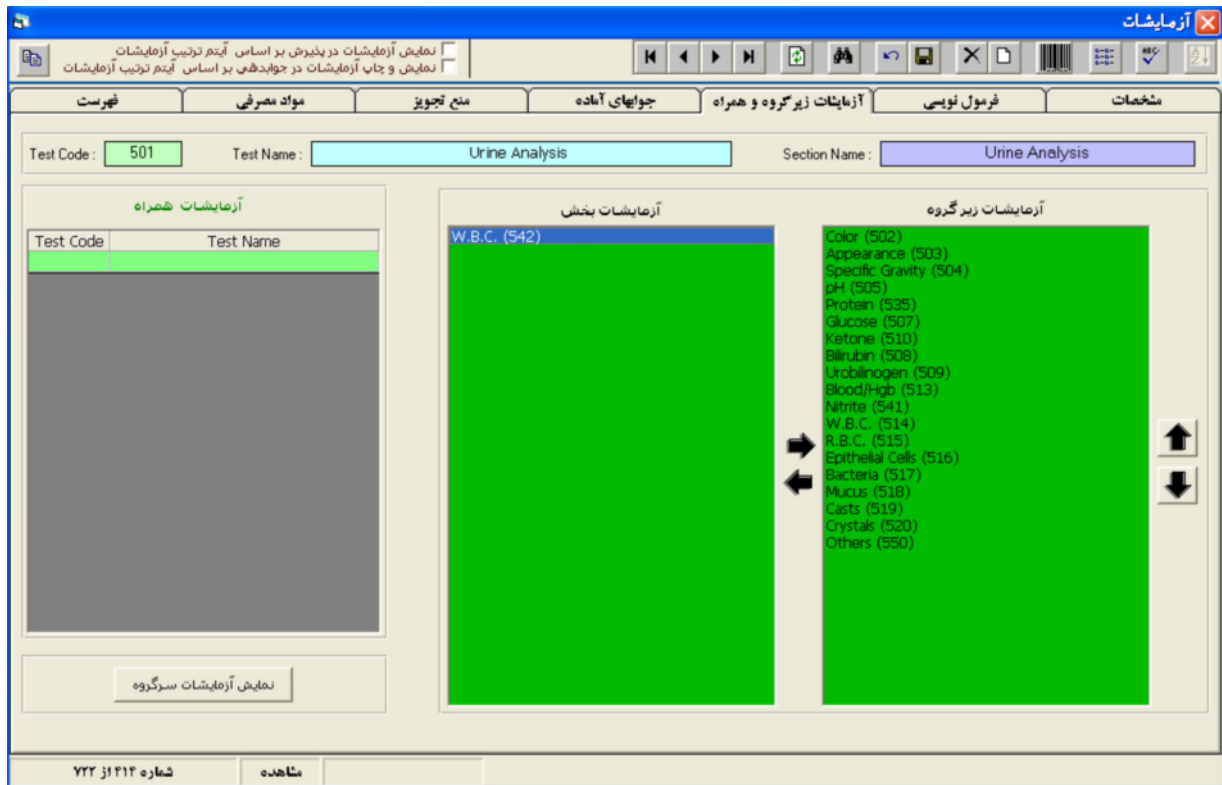 آزمایشات
نمایش آزمایشات در پذیرش بر اساس آیتم ترتیب آزمایشات
نمایش و چاپ آزمایشات در جوابدهی بر اساس آیتم ترتیب آزمایشات
مشخصات
فرمول نویسی
آزمایشات زیر گروه و همراه
جوابهای آماده
منع تجویز
مواد مصرفی
فهرست
Test Code : 501 Test Name : Urine Analysis Section Name : Urine Analysis
آزمایشات همراه
Test Code Test Name
نمایش آزمایشات سرگروه
آزمایشات بخش
W.B.C. (542)
آزمایشات زیر گروه
Color (502)
Appearance (503)
Specific Gravity (504)
pH (505)
Protein (535)
Glucose (507)
Ketone (510)
Bilirubin (508)
Urobilinogen (509)
Blood/Hgb (513)
Nitrite (541)
W.B.C. (514)
R.B.C. (515)
Epithelial Cells (516)
Bacteria (517)
Mucus (518)
Casts (519)
Crystals (520)
Others (550)
مشاهده
شماره ۴۱۴ از ۷۲۲